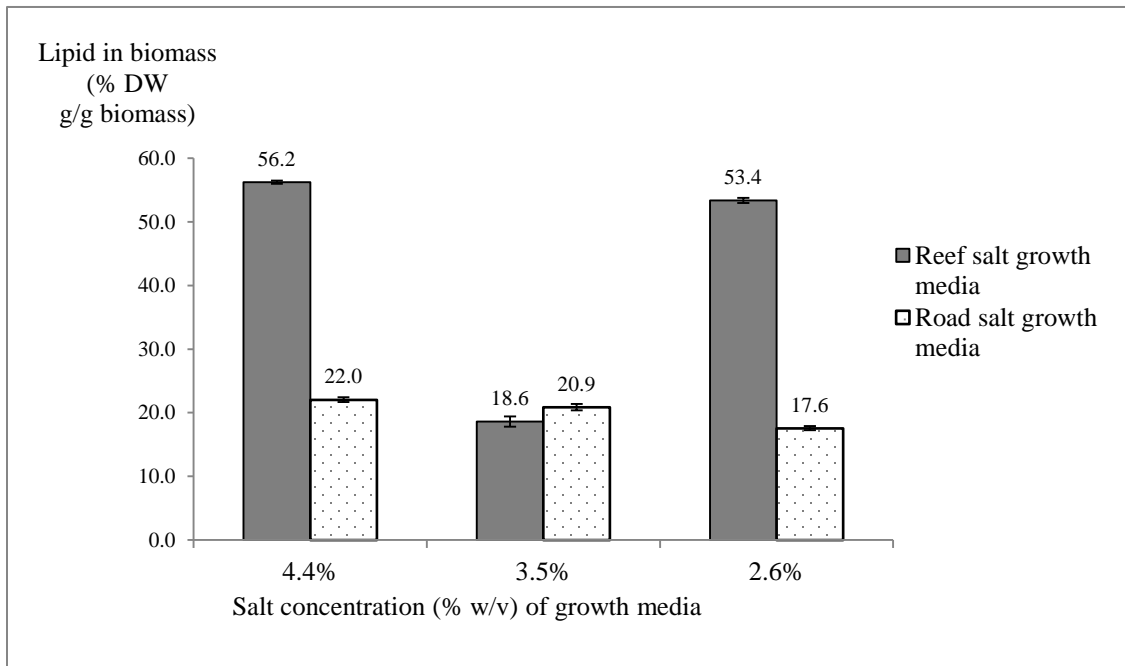 Lipid in biomass
(% DW
g/g biomass)
60.0
50.0
40.0
30.0
20.0
10.0
0.0
56.2
22.0
18.6
20.9
53.4
17.6
4.4%
3.5%
2.6%
Salt concentration (% w/v) of growth media
Reef salt growth
media
Road salt growth
media